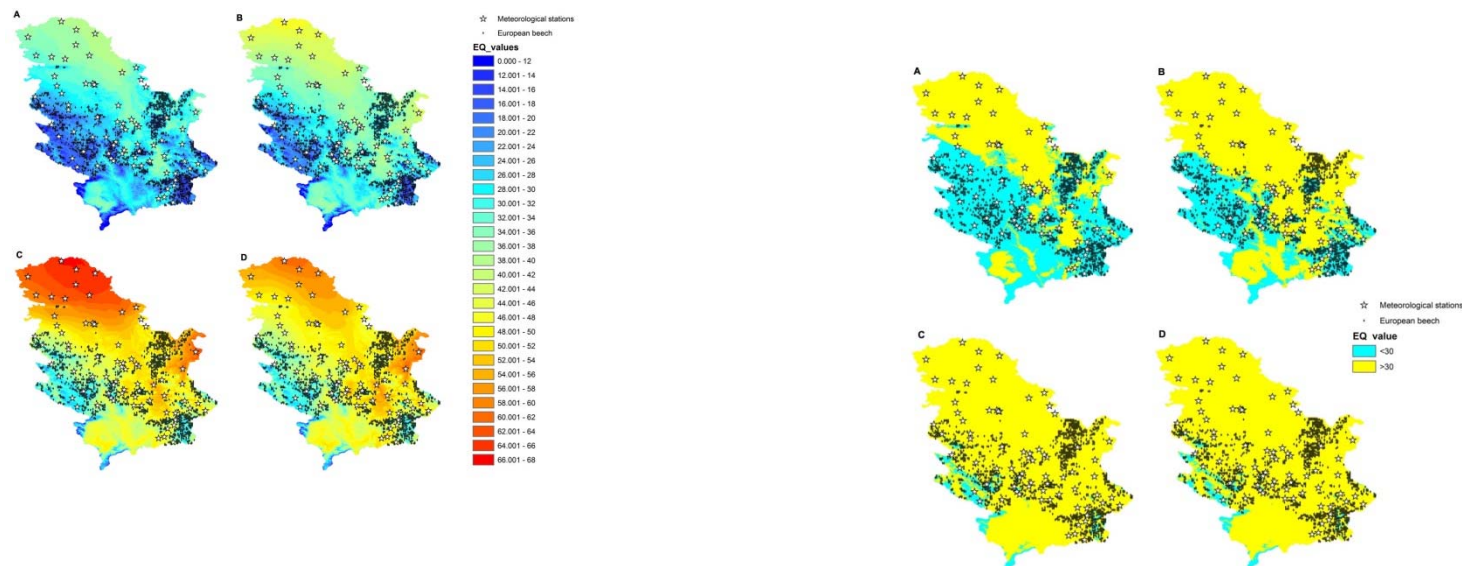 A
B
☆ Meteorological stations
European beech
EQ_values
0.000 - 12
12.001 - 14
14.001 - 16
16.001 - 18
18.001 - 20
20.001 - 22
22.001 - 24
24.001 - 26
26.001 - 28
28.001 - 30
30.001 - 32
32.001 - 34
34.001 - 36
36.001 - 38
38.001 - 40
40.001 - 42
42.001 - 44
44.001 - 46
46.001 - 48
48.001 - 50
50.001 - 52
52.001 - 54
54.001 - 56
56.001 - 58
58.001 - 60
60.001 - 62
62.001 - 64
64.001 - 66
66.001 - 68
C
D
A
B
C
D
Meteorological stations
European beech
EQ_value
<30
>30